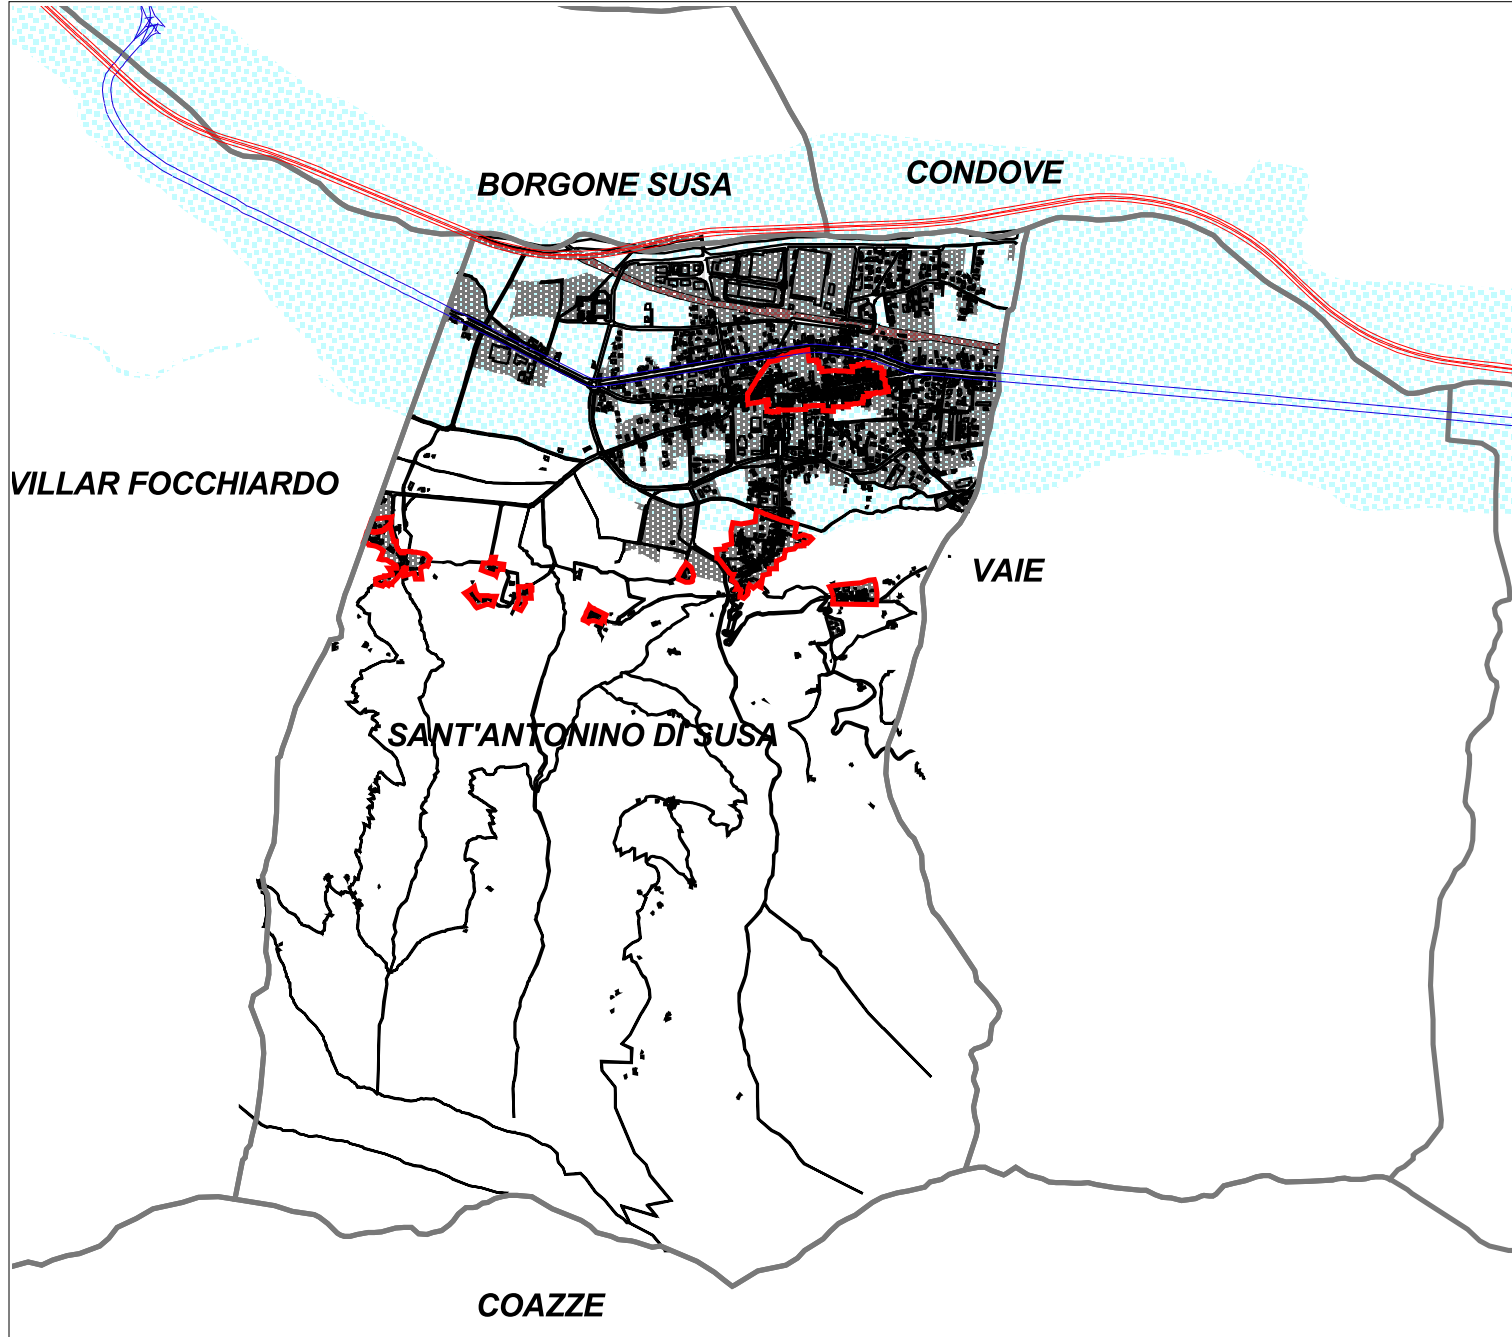 CONDOVE
BORGONE SUSA
VILLAR FOCCHIARDO
VAIE
SANT'ANTONINO DI SUSA
COAZZE